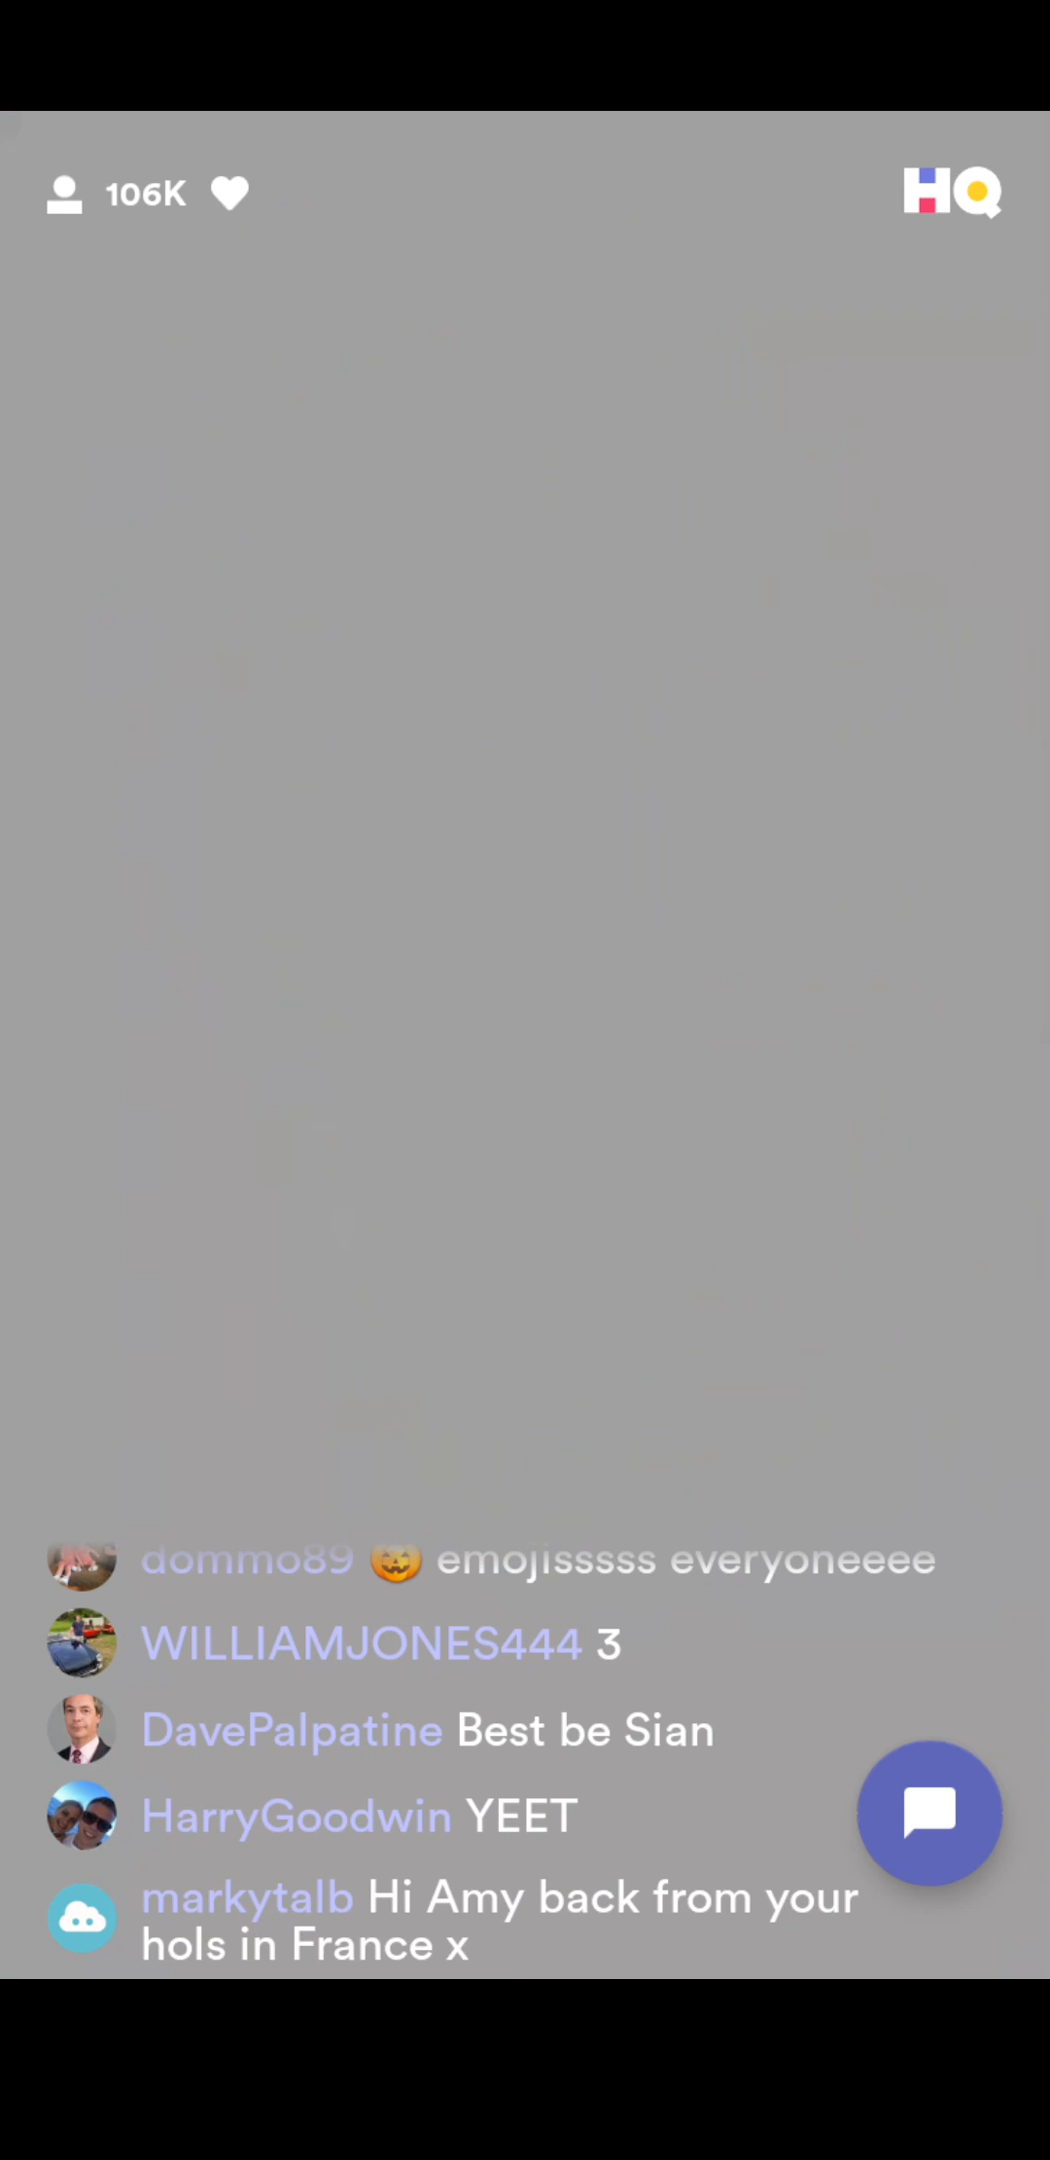 106K
HQ
dommo89 🎃 emojisssss everyoneeee
WILLIAMJONES444 3
DavePalpatine Best be Sian
HarryGoodwin YEET
markytalb Hi Amy back from your
hols in France x